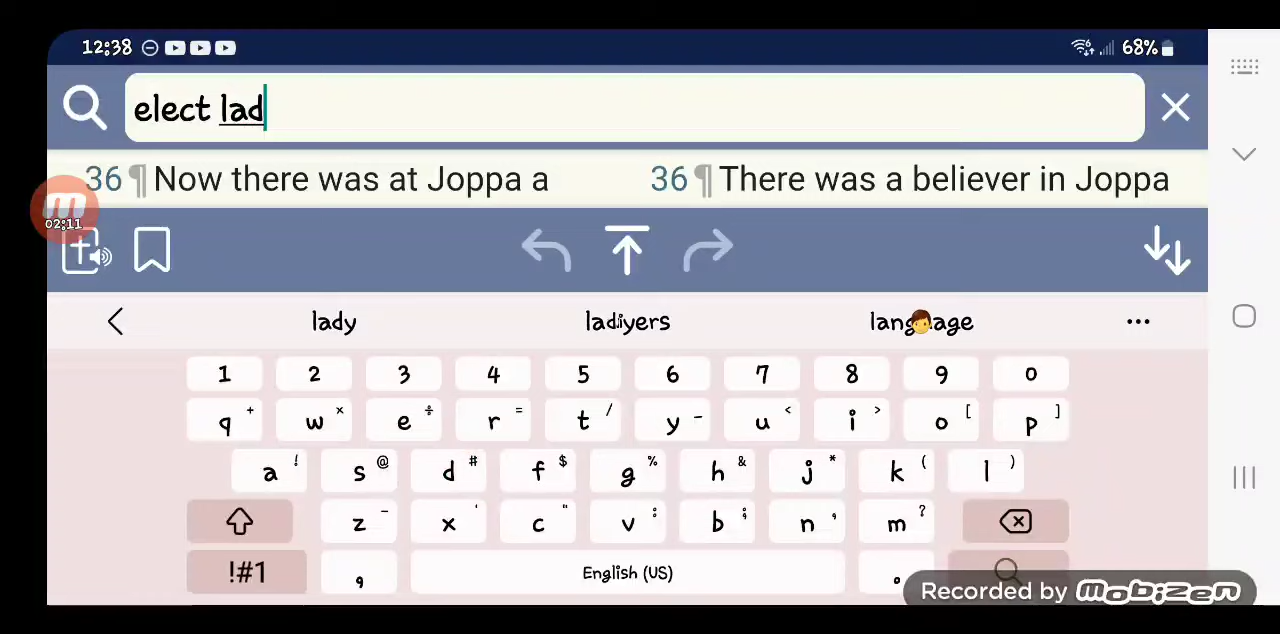 12:38 68%
elect lad
36 ¶ Now there was at Joppa a 36 ¶ There was a believer in Joppa
02:11
lady ladiyers language
1 2 3 4 5 6 7 8 9 0
q + w × e ÷ r = t / y - u < i > o [ p ]
a ! s @ d # f $ g % h & j * k ( l )
z - x ' c " v : b ; n , m ?
!#1 , English (US) .
Recorded by mobizen